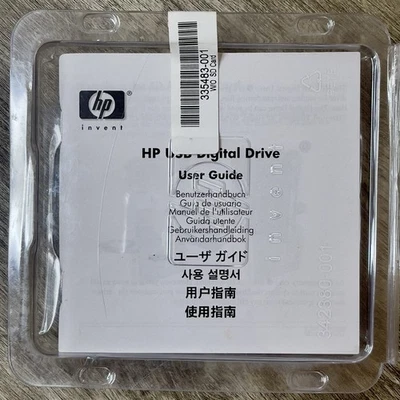 335483-001
W/O SD Card
hp
invent
HP USB Digital Drive
User Guide
Benutzerhandbuch
Guía de usuario
Manuel de l'utilisateur
Guida utente
Gebruikershandleiding
Användarhandbok
ユーザ ガイド
사용 설명서
用户指南
使用指南
invent